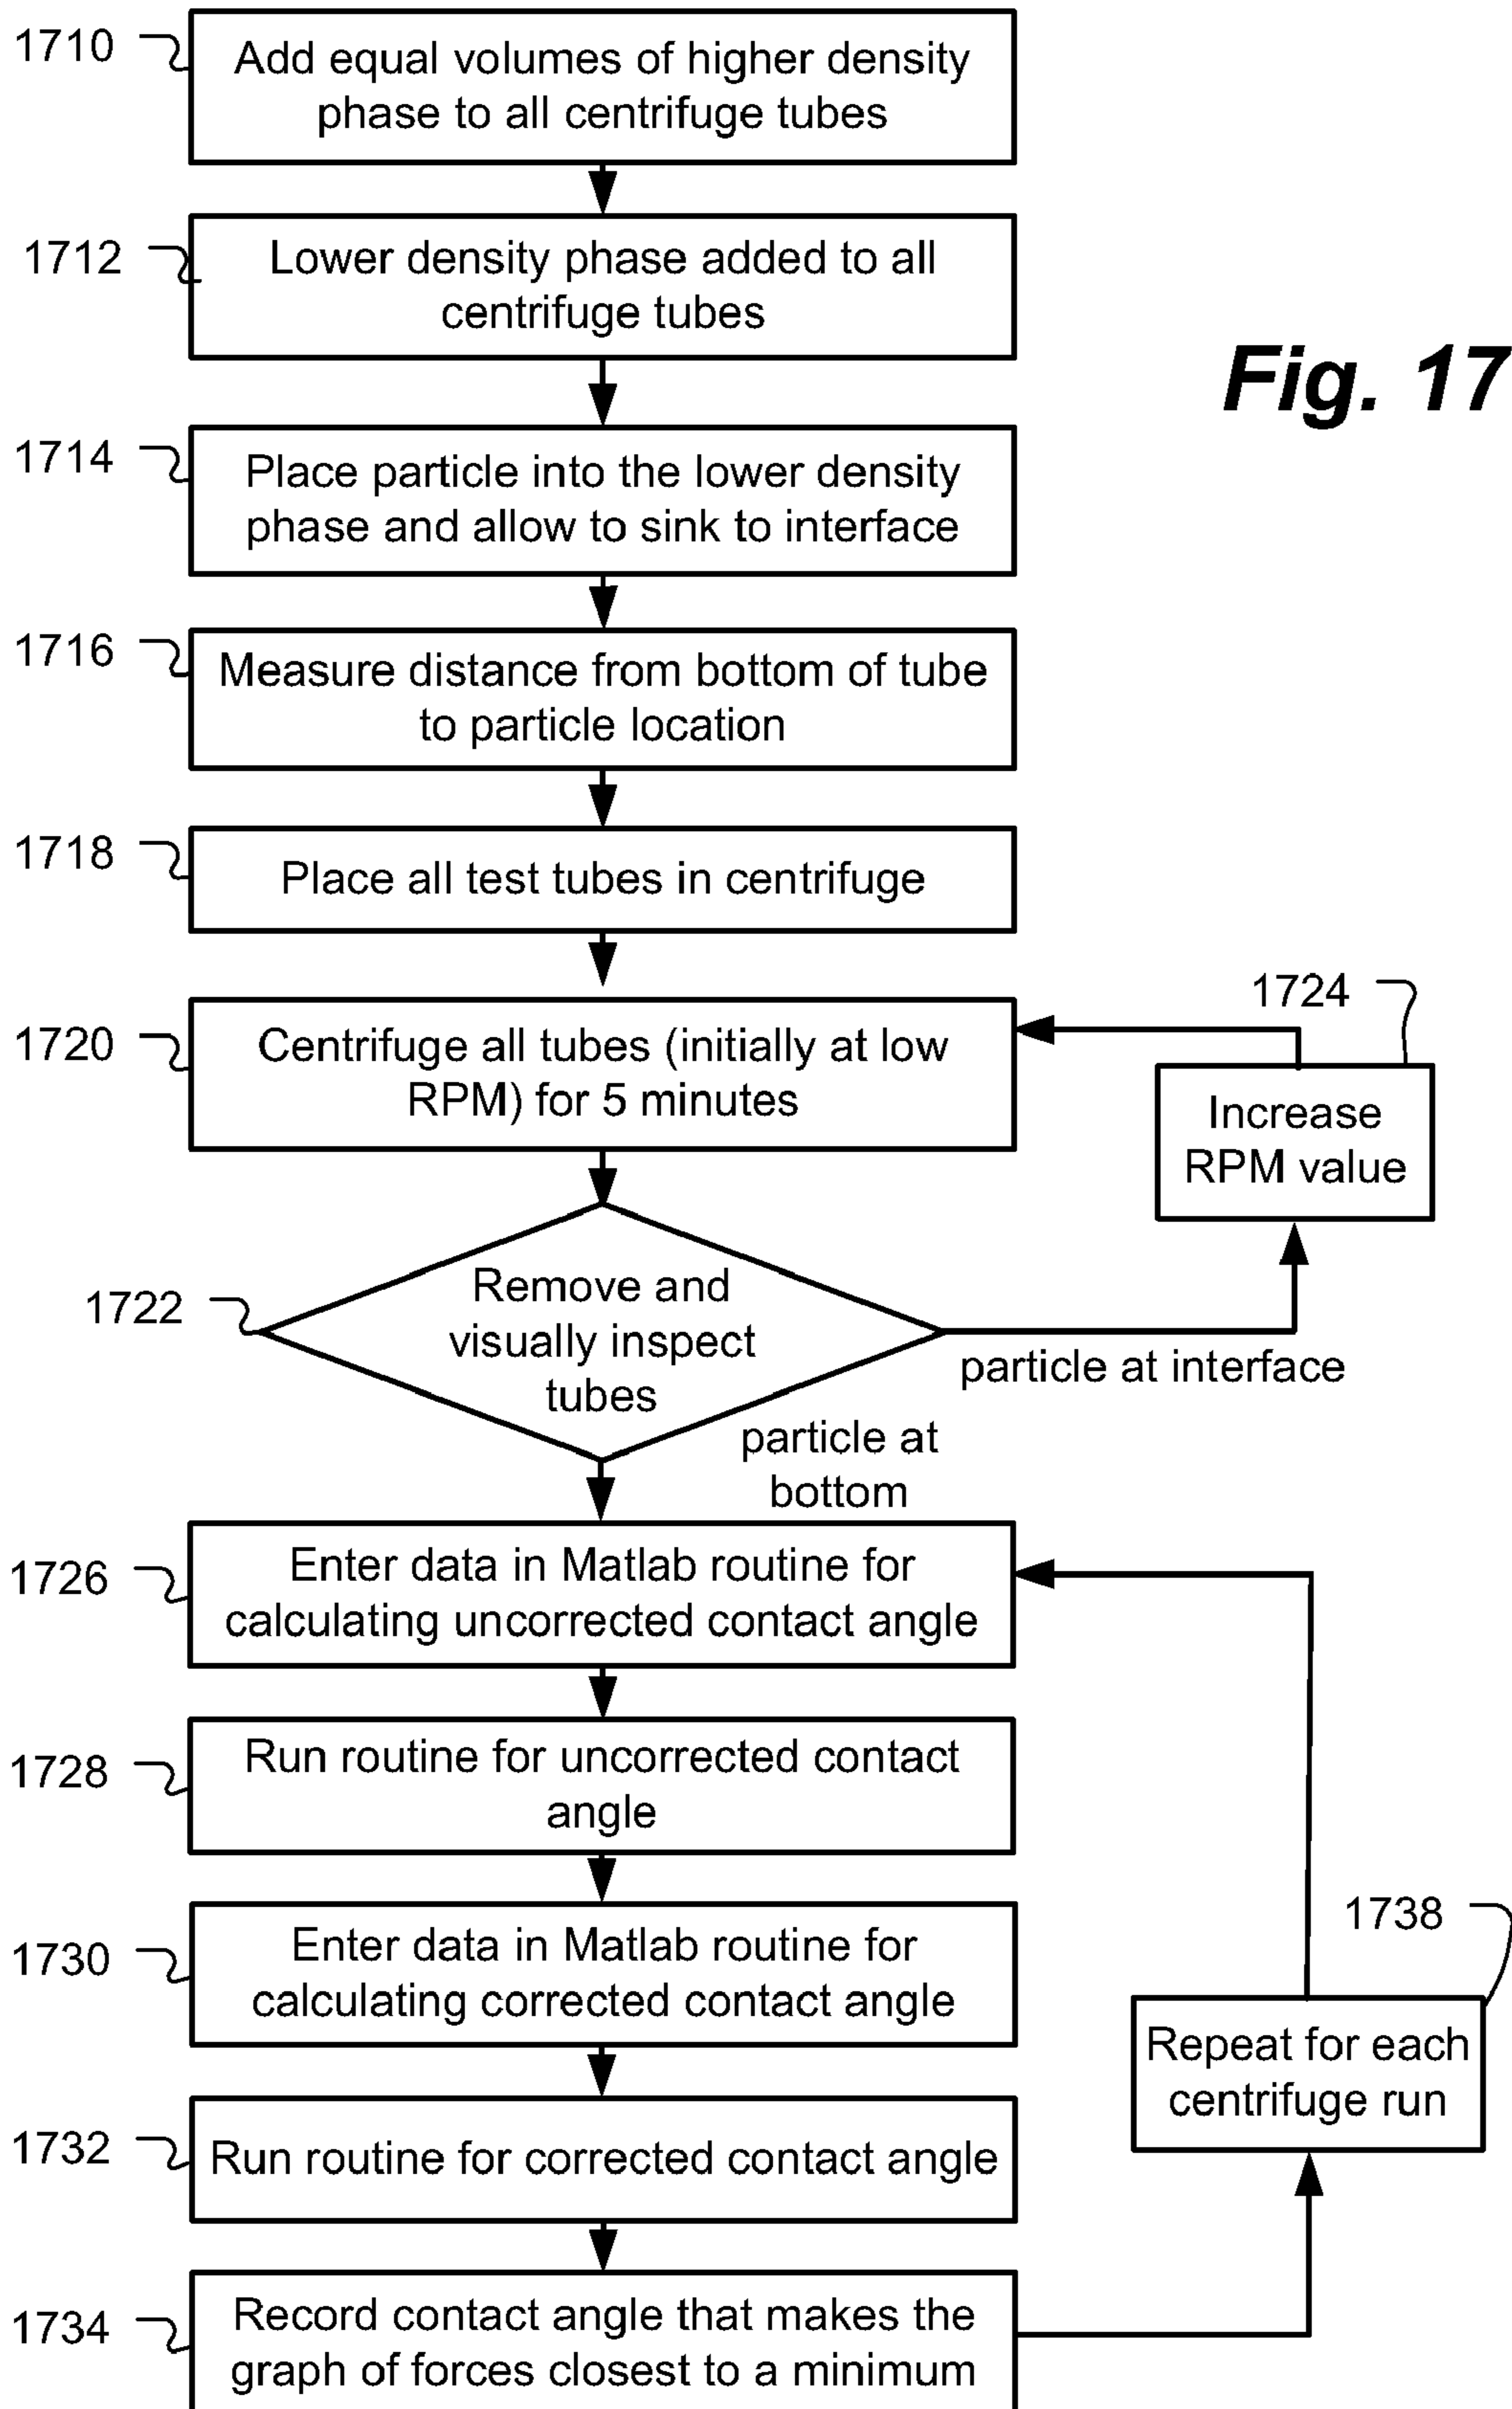 1710
Add equal volumes of higher density
phase to all centrifuge tubes
1712
Lower density phase added to all
centrifuge tubes
Fig. 17
1714
Place particle into the lower density
phase and allow to sink to interface
1716
Measure distance from bottom of tube
to particle location
1718
Place all test tubes in centrifuge
1724
1720
Centrifuge all tubes (initially at low
RPM) for 5 minutes
Increase
RPM value
1722
Remove and
visually inspect
tubes
particle at interface
particle at
bottom
1726
Enter data in Matlab routine for
calculating uncorrected contact angle
1728
Run routine for uncorrected contact
angle
1730
Enter data in Matlab routine for
calculating corrected contact angle
1738
Repeat for each
centrifuge run
1732
Run routine for corrected contact angle
1734
Record contact angle that makes the
graph of forces closest to a minimum